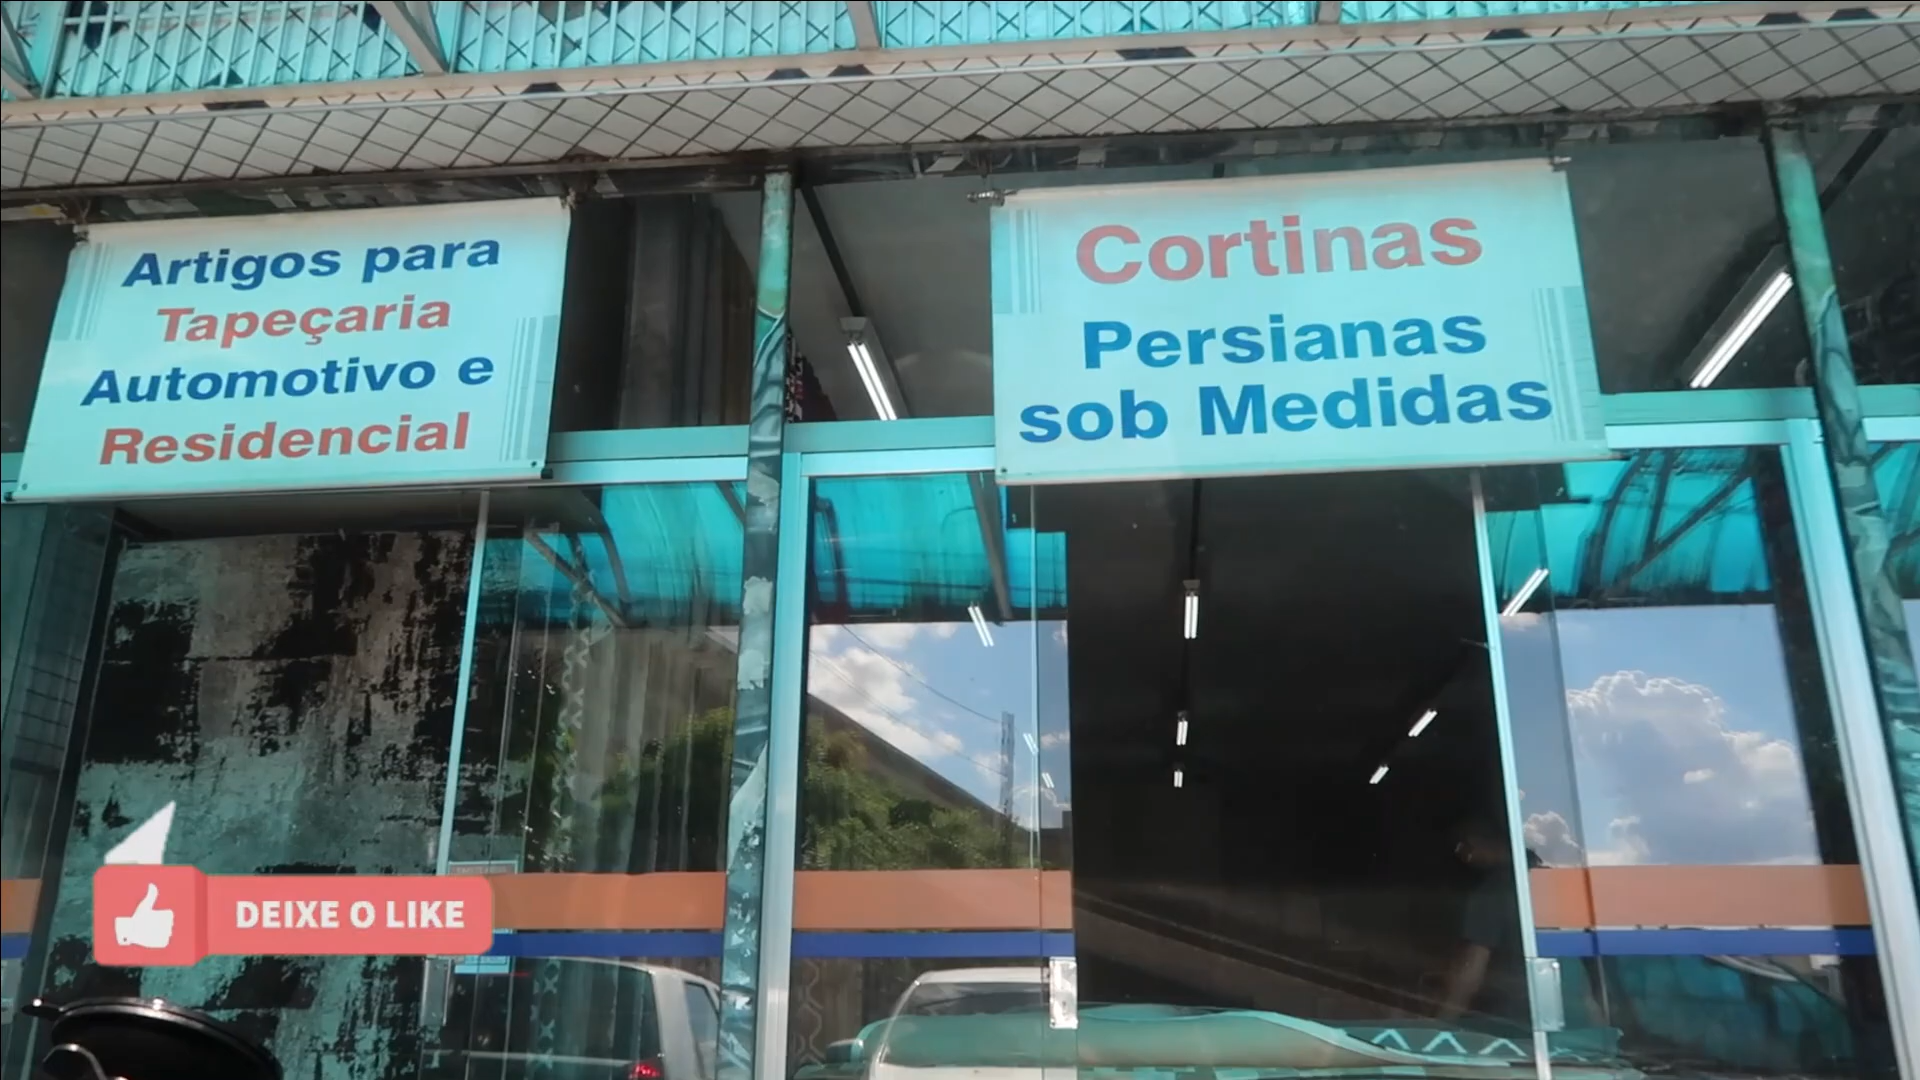 Artigos para
Tapeçaria
Automotivo e
Residencial
Cortinas
Persianas
sob Medidas
DEIXE O LIKE